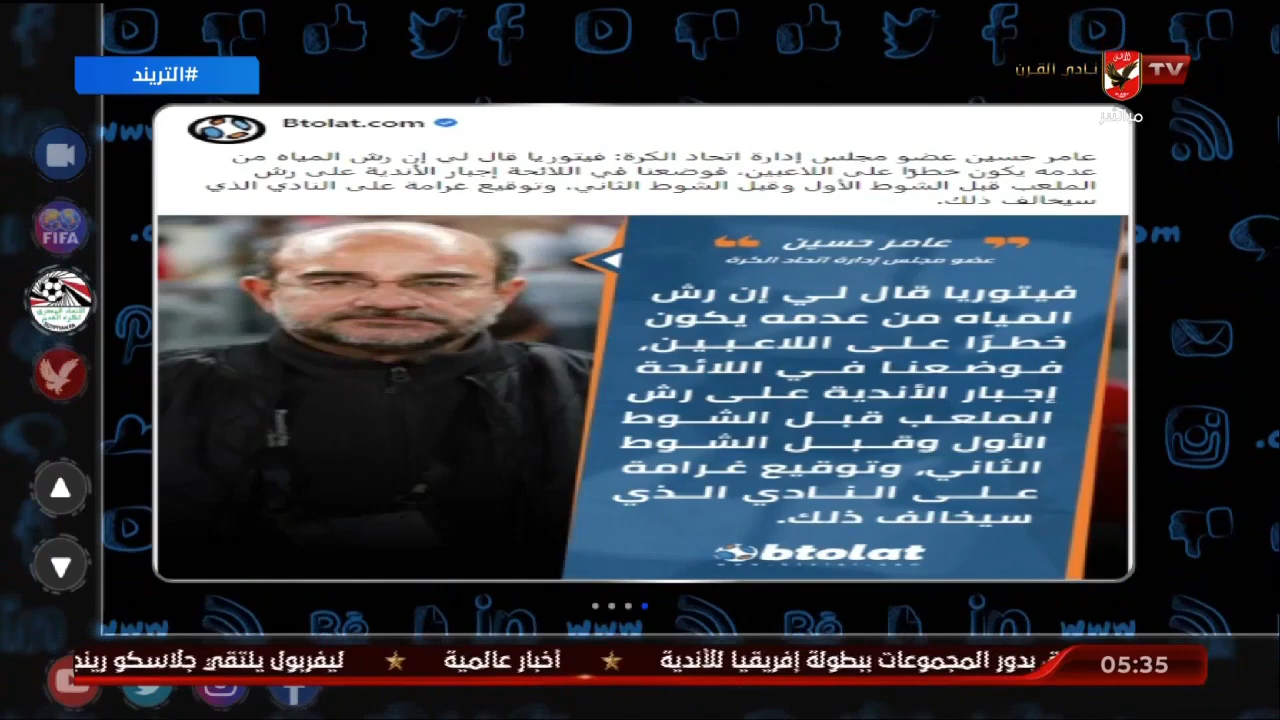 #التريند
نادي القرن
TV
مباشر
Btolat.com
عامر حسين عضو مجلس إدارة اتحاد الكرة: فيتوريا قال لي إن رش المياه من
عدمه يكون خطرًا على اللاعبين، فوضعنا في اللائحة إجبار الأندية على رش
الملعب قبل الشوط الأول وقبل الشوط الثاني، وتوقيع غرامة على النادي الذي
سيخالف ذلك.
عامر حسين
عضو مجلس إدارة اتحاد الكرة
فيتوريا قال لي إن رش
المياه من عدمه يكون
خطرًا على اللاعبين،
فوضعنا في اللائحة
إجبار الأندية على رش
الملعب قبل الشوط
الأول وقبل الشوط
الثاني، وتوقيع غرامة
على النادي الذي
سيخالف ذلك.
btolat
FIFA
بدور المجموعات ببطولة إفريقيا للأندية ★ أخبار عالمية ★ ليفربول يلتقي جلاسكو
05:35